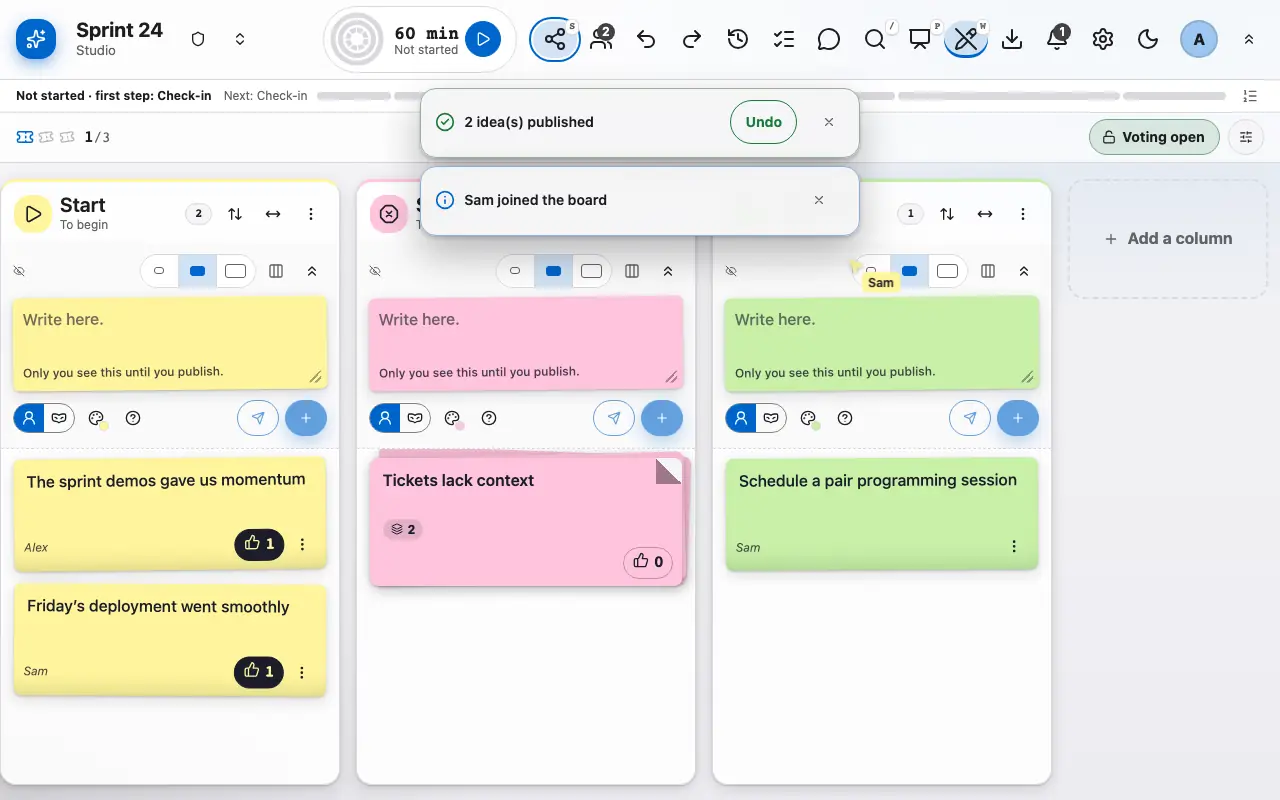 Sprint 24
Studio
60 min
Not started
S
2
/
P
W
1
A
Not started · first step: Check-in
Next: Check-in
2 idea(s) published
Undo
1/3
Voting open
Sam joined the board
Start
To begin
2
1
Add a column
Sam
Write here.
Only you see this until you publish.
Write here.
Only you see this until you publish.
Write here.
Only you see this until you publish.
The sprint demos gave us momentum
Alex
1
Friday’s deployment went smoothly
Sam
1
Tickets lack context
2
0
Schedule a pair programming session
Sam